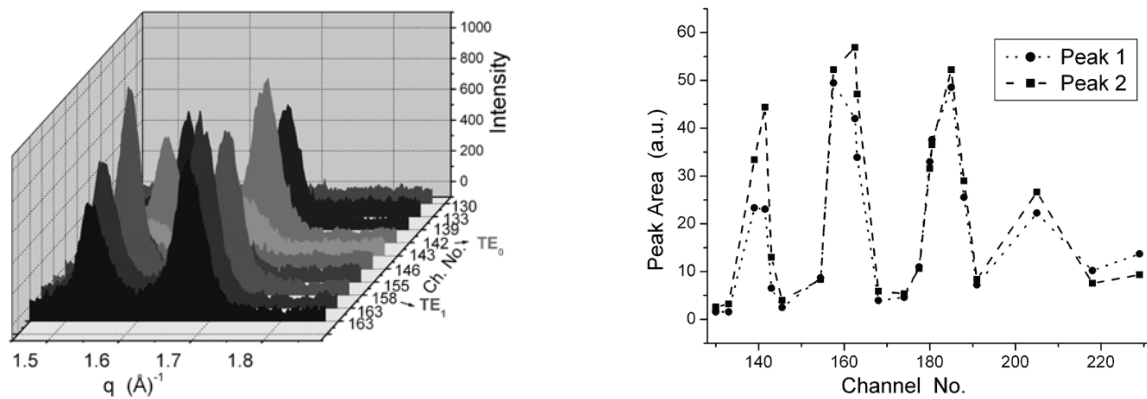 1000
800
600
400
200
0
Intensity
130
133
139
142 → TE0
143
146
155
158 → TE1
163
163
Ch. No.
1.5 1.6 1.7 1.8
q (Å)-1
60
50
40
30
20
10
0
Peak Area (a.u.)
Peak 1
Peak 2
140 160 180 200 220
Channel No.